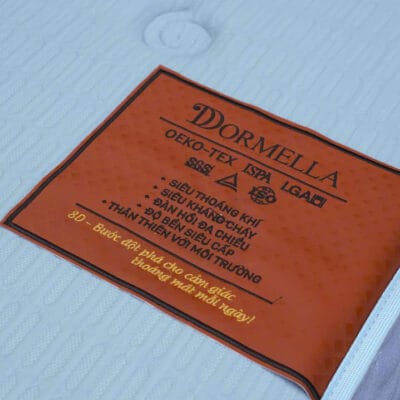 DORMELLA
OEKO-TEX ISPA LGA
SGS ISO
• SIÊU THOÁNG KHÍ
• SIÊU KHÁNG CHÁY
• ĐÀN HỒI ĐA CHIỀU
• ĐỘ BỀN SIÊU CẤP
• THÂN THIỆN VỚI MÔI TRƯỜNG
8D - Bước đột phá cho cảm giác
thoáng mát mỗi ngày!